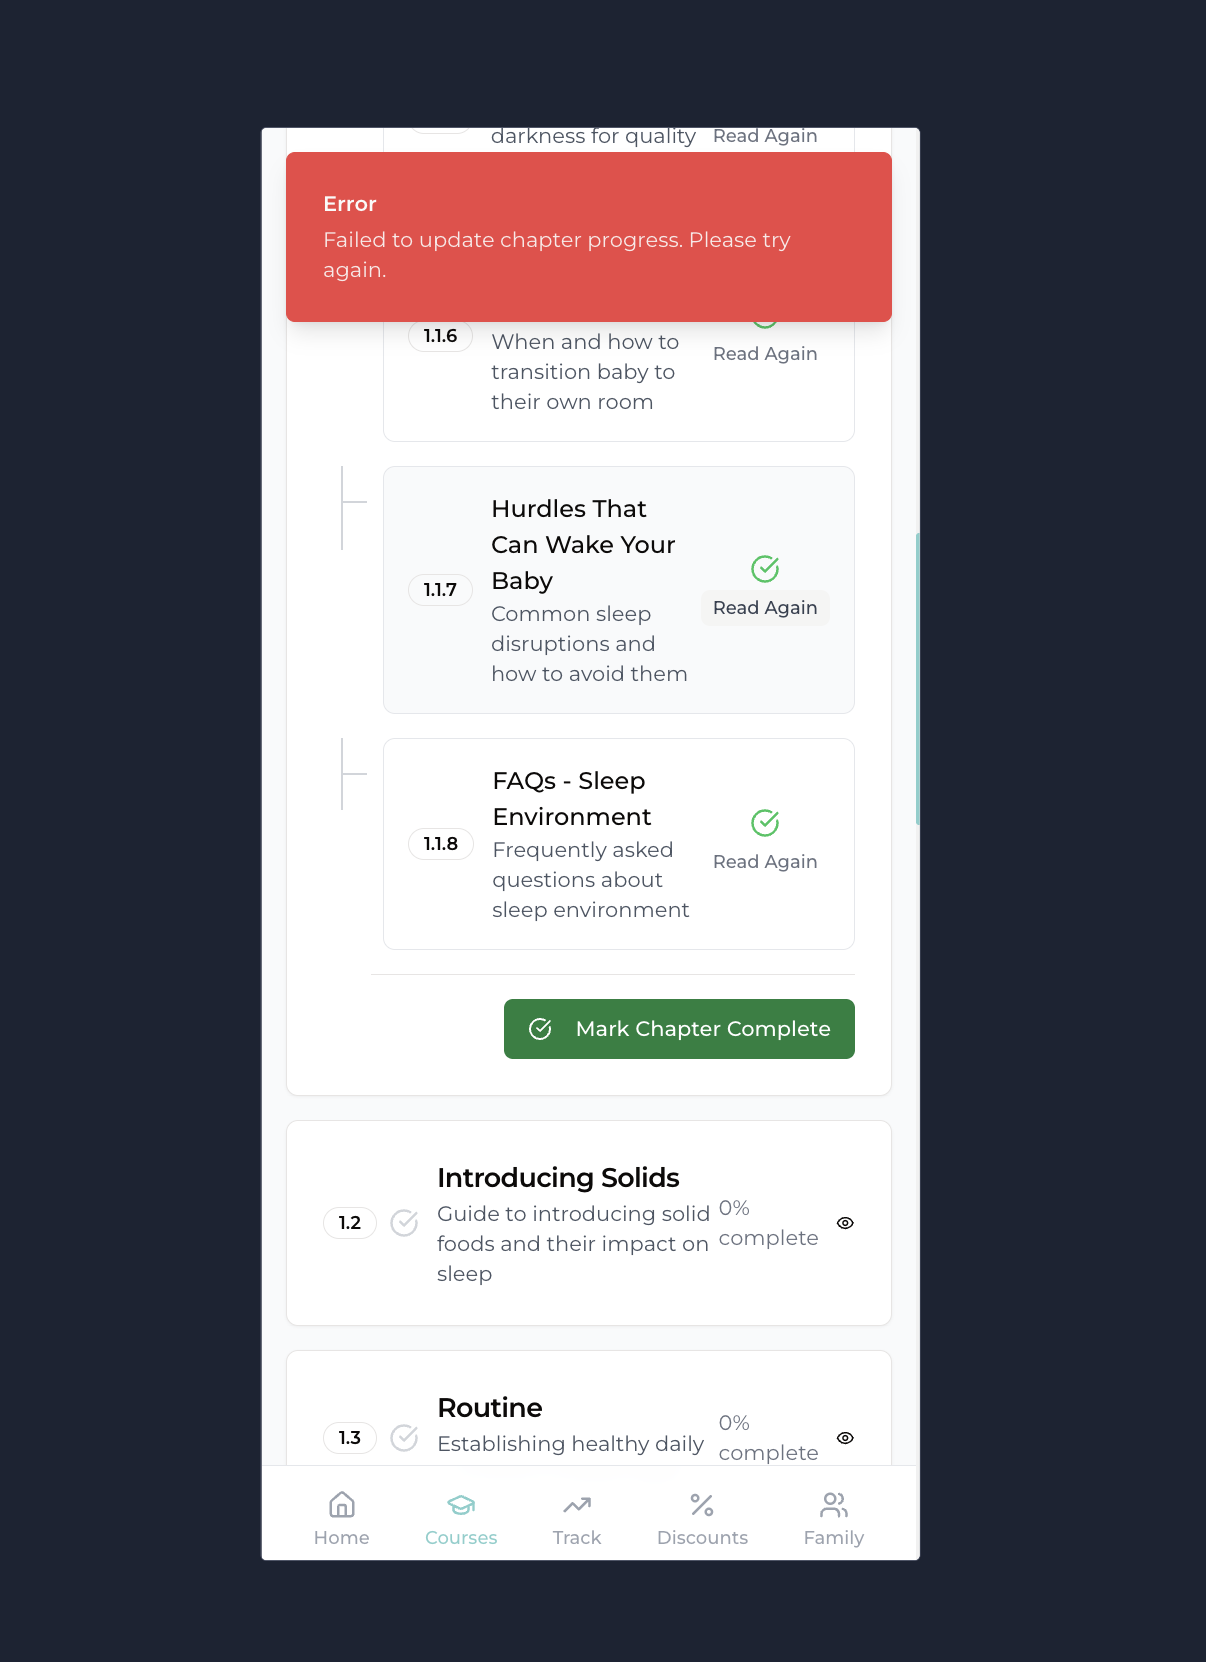 darkness for quality
Read Again
Error
Failed to update chapter progress. Please try
again.
1.1.6
When and how to
transition baby to
their own room
Read Again
1.1.7
Hurdles That
Can Wake Your
Baby
Common sleep
disruptions and
how to avoid them
Read Again
1.1.8
FAQs - Sleep
Environment
Frequently asked
questions about
sleep environment
Read Again
Mark Chapter Complete
1.2
Introducing Solids
Guide to introducing solid
foods and their impact on
sleep
0%
complete
1.3
Routine
Establishing healthy daily
0%
complete
Home
Courses
Track
Discounts
Family